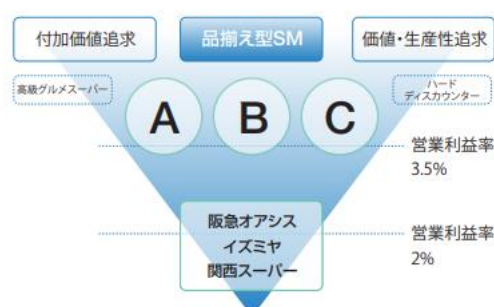 付加価値追求
品揃え型SM
価値・生産性追求
高級グルメスーパー
ハード
ディスカウンター
A
B
C
営業利益率
3.5%
阪急オアシス
イズミヤ
関西スーパー
営業利益率
2%